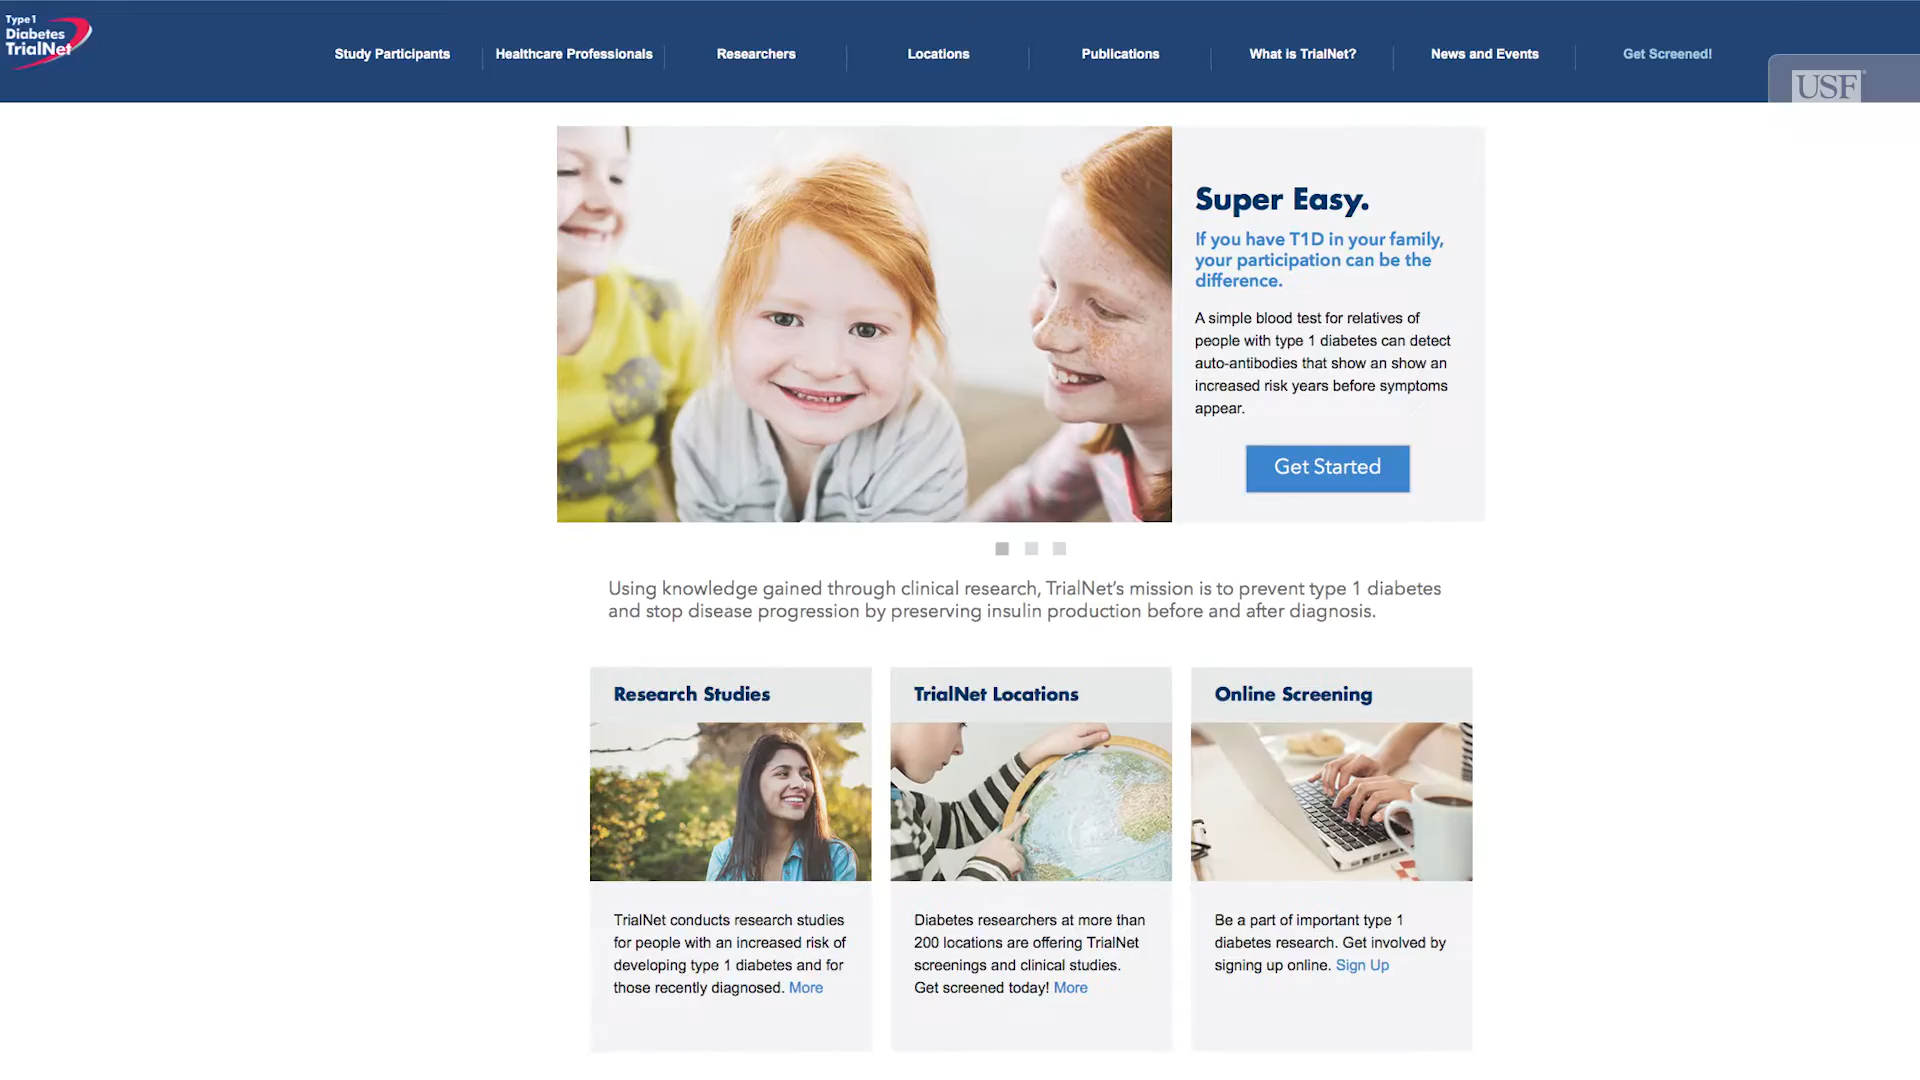 Type 1
Diabetes
TrialNet
Study Participants
Healthcare Professionals
Researchers
Locations
Publications
What is TrialNet?
News and Events
Get Screened!
USF®
Super Easy.
If you have T1D in your family,
your participation can be the
difference.
A simple blood test for relatives of
people with type 1 diabetes can detect
auto-antibodies that show an show an
increased risk years before symptoms
appear.
Get Started
Using knowledge gained through clinical research, TrialNet's mission is to prevent type 1 diabetes
and stop disease progression by preserving insulin production before and after diagnosis.
Research Studies
TrialNet conducts research studies
for people with an increased risk of
developing type 1 diabetes and for
those recently diagnosed. More
TrialNet Locations
Diabetes researchers at more than
200 locations are offering TrialNet
screenings and clinical studies.
Get screened today! More
Online Screening
Be a part of important type 1
diabetes research. Get involved by
signing up online. Sign Up